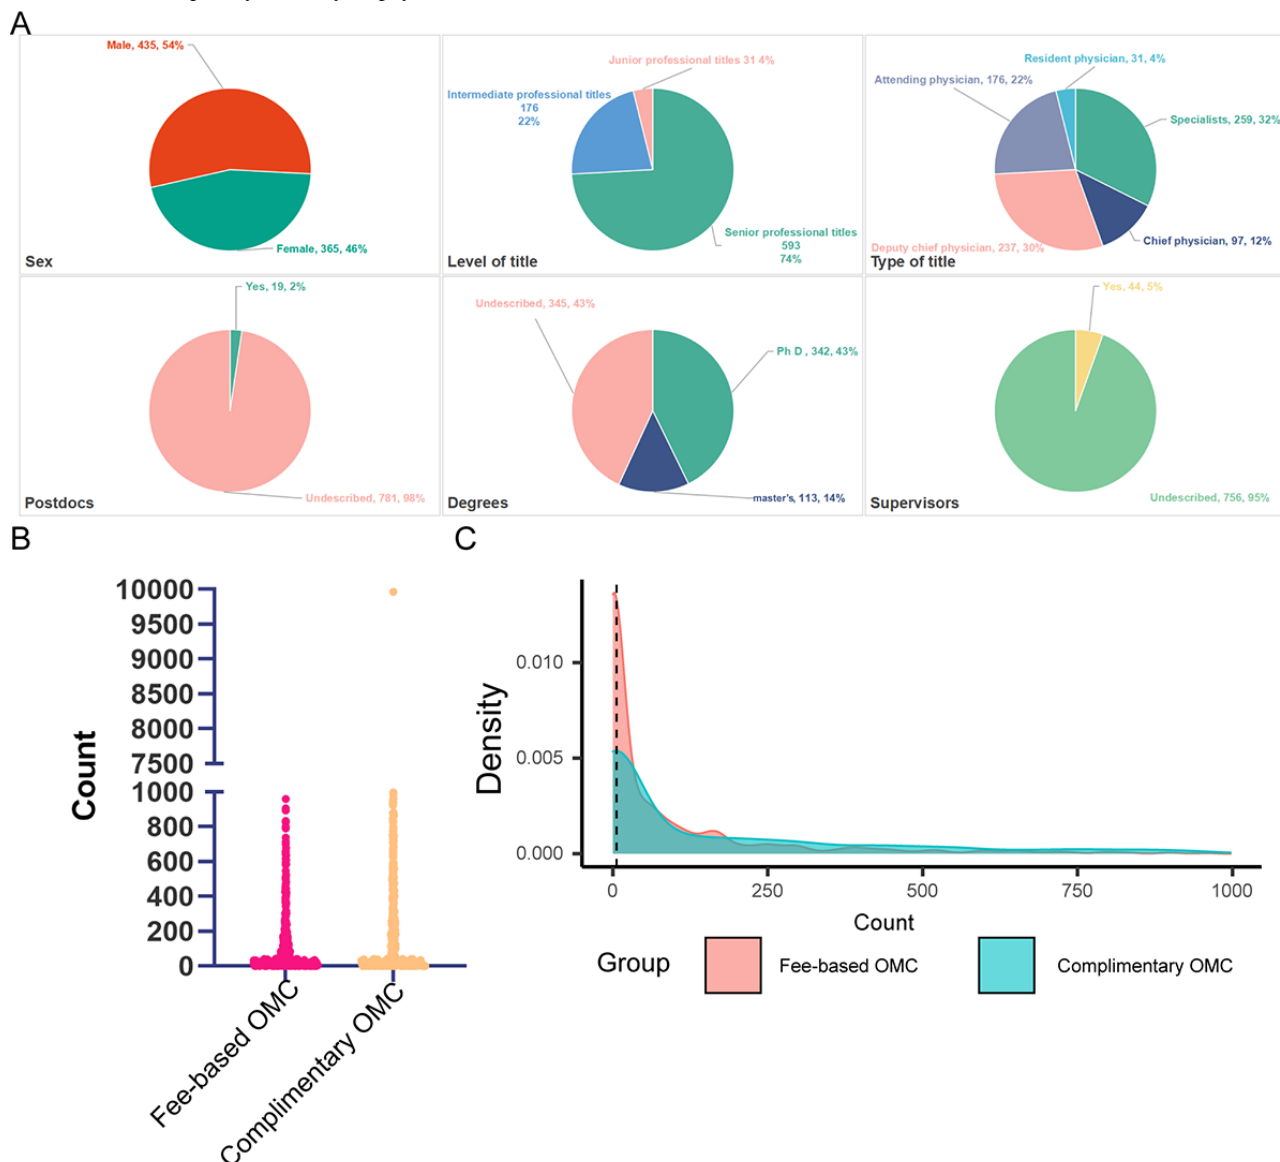 A
Male, 435, 54%
Female, 365, 46%
Sex
Junior professional titles 31 4%
Intermediate professional titles
176
22%
Senior professional titles
593
74%
Level of title
Resident physician, 31, 4%
Attending physician, 176, 22%
Specialists, 259, 32%
Chief physician, 97, 12%
Deputy chief physician, 237, 30%
Type of title
Yes, 19, 2%
Undescribed, 781, 98%
Postdocs
Undescribed, 345, 43%
Ph D , 342, 43%
master's, 113, 14%
Degrees
Yes, 44, 5%
Undescribed, 756, 95%
Supervisors
B
Count
10000
9500
9000
8500
8000
7500
1000
800
600
400
200
0
Fee-based OMC
Complimentary OMC
C
Density
0.010
0.005
0.000
0
250
500
750
1000
Count
Group
Fee-based OMC
Complimentary OMC